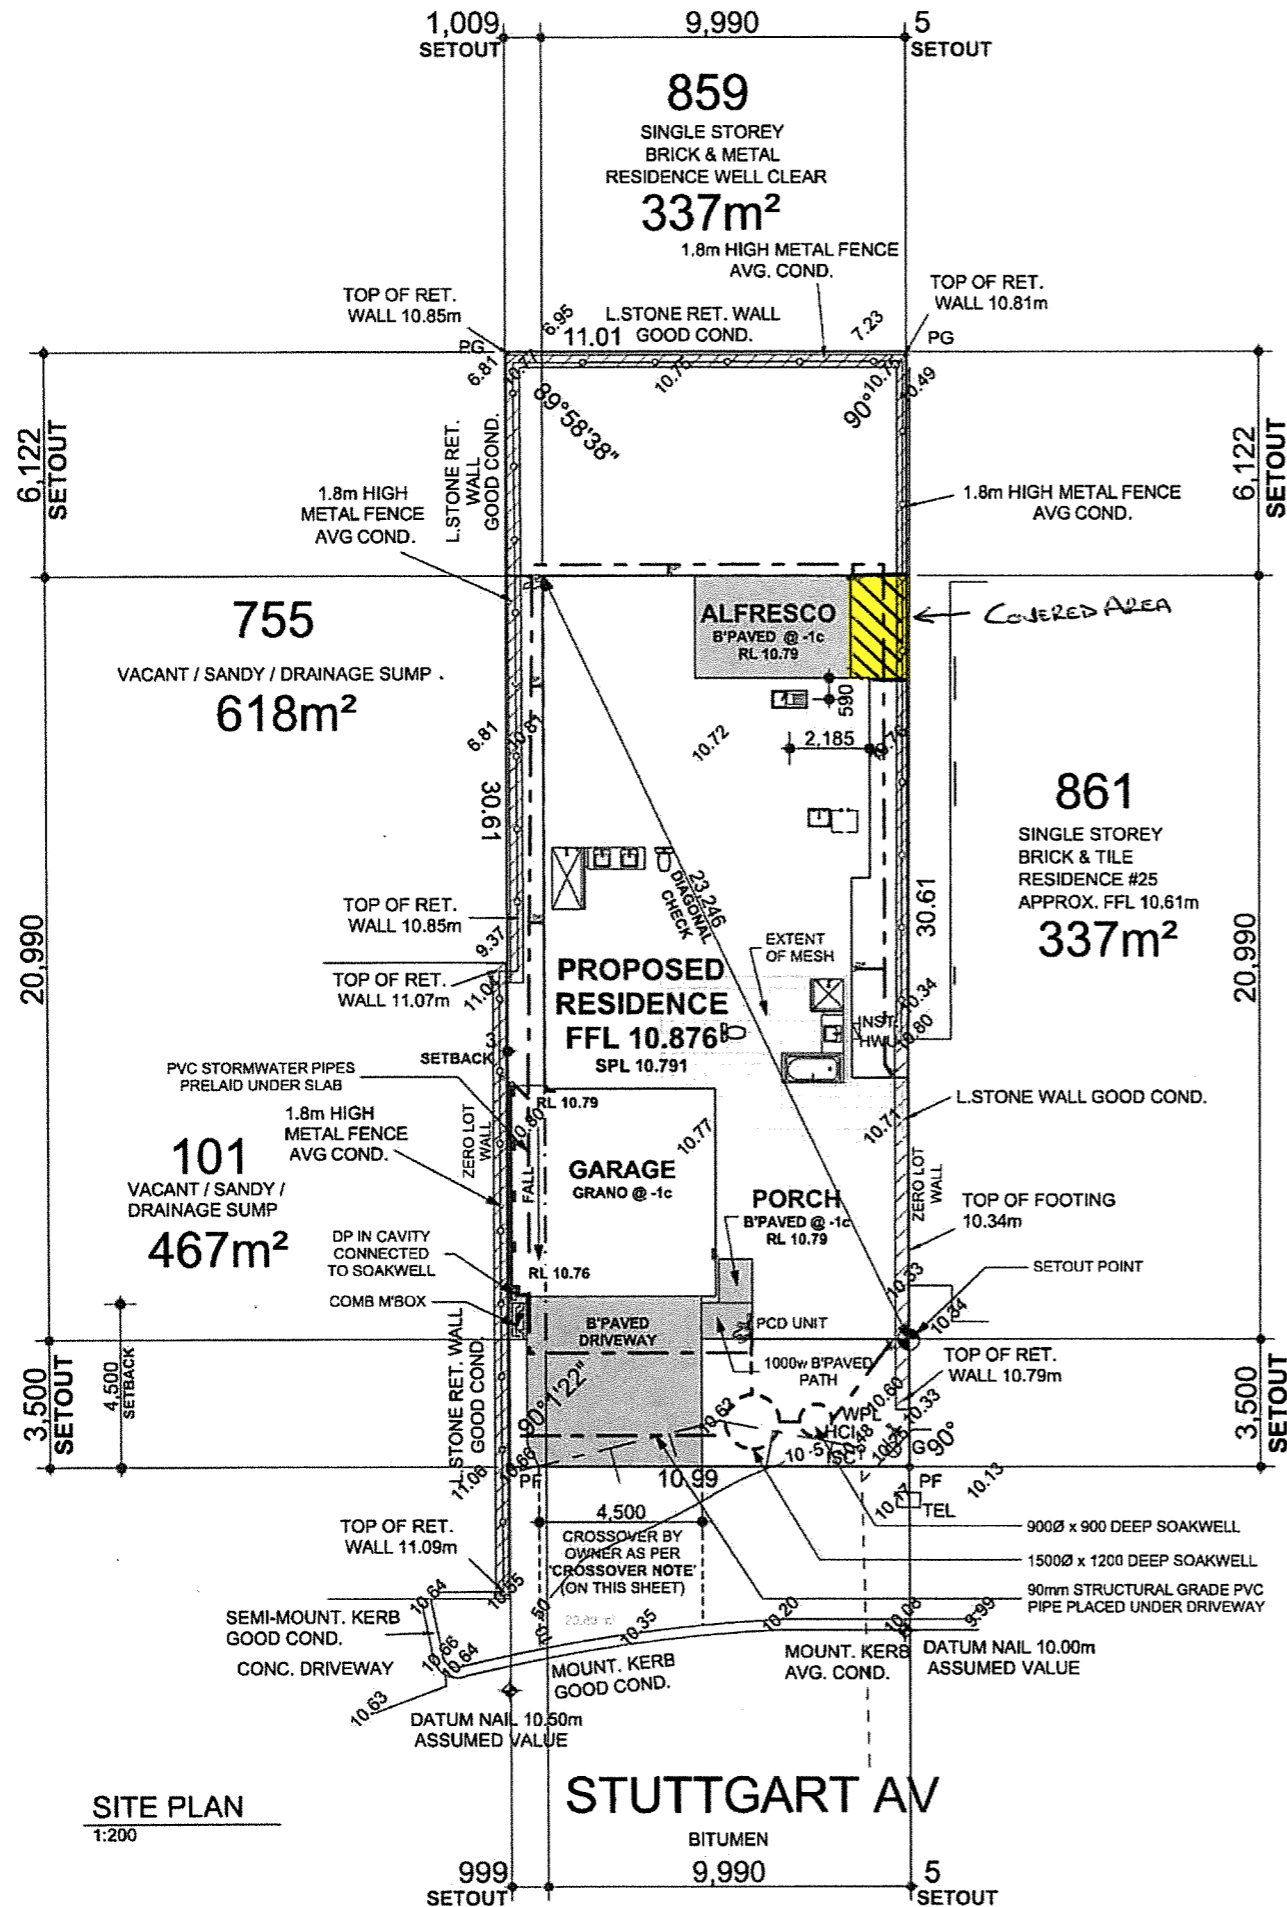 1,009
SETOUT
9,990
5
SETOUT
859
SINGLE STOREY
BRICK & METAL
RESIDENCE WELL CLEAR
337m²
1.8m HIGH METAL FENCE
AVG. COND.
TOP OF RET.
WALL 10.85m
6.95
11.01
L.STONE RET. WALL
GOOD COND.
7.23
TOP OF RET.
WALL 10.81m
PG
PG
6.81
10.77
10.75
10.75
10.49
89°58'38"
90°
6,122
SETOUT
L.STONE RET.
WALL
GOOD COND.
1.8m HIGH
METAL FENCE
AVG COND.
1.8m HIGH METAL FENCE
AVG COND.
6,122
SETOUT
755
VACANT / SANDY / DRAINAGE SUMP .
618m²
ALFRESCO
B'PAVED @ -1c
RL 10.79
COVERED AREA
590
6.81
10.81
10.72
2,185
10.76
30.61
861
SINGLE STOREY
BRICK & TILE
RESIDENCE #25
APPROX. FFL 10.61m
337m²
23,246
DIAGONAL
CHECK
30.61
TOP OF RET.
WALL 10.85m
9.37
EXTENT
OF MESH
20,990
20,990
TOP OF RET.
WALL 11.07m
11.04
PROPOSED
RESIDENCE
FFL 10.876
SPL 10.791
10.34
10.80
INST.
HWU
3
SETBACK
PVC STORMWATER PIPES
PRELAID UNDER SLAB
RL 10.79
10.80
L.STONE WALL GOOD COND.
1.8m HIGH
METAL FENCE
AVG COND.
ZERO LOT
WALL
10.77
10.71
101
VACANT / SANDY /
DRAINAGE SUMP
467m²
FALL
GARAGE
GRANO @ -1c
PORCH
B'PAVED @ -1c
RL 10.79
ZERO LOT
WALL
TOP OF FOOTING
10.34m
DP IN CAVITY
CONNECTED
TO SOAKWELL
RL 10.76
10.33
SETOUT POINT
COMB M'BOX
B'PAVED
DRIVEWAY
PCD UNIT
10.34
1000w B'PAVED
PATH
TOP OF RET.
WALL 10.79m
3,500
SETOUT
4,500
SETBACK
L.STONE RET. WALL
GOOD COND.
90°1'22"
10.62
10.60
10.33
WPL
HCL
10.48
90°
G
3,500
SETOUT
11.06
10.66
PF
10.99
PF
10.17
10.13
TEL
4,500
CROSSOVER BY
OWNER AS PER
'CROSSOVER NOTE'
(ON THIS SHEET)
900Ø x 900 DEEP SOAKWELL
1500Ø x 1200 DEEP SOAKWELL
90mm STRUCTURAL GRADE PVC
PIPE PLACED UNDER DRIVEWAY
TOP OF RET.
WALL 11.09m
10.64
10.65
10.50
10.35
10.20
10.08
9.99
SEMI-MOUNT. KERB
GOOD COND.
CONC. DRIVEWAY
10.66
10.64
10.63
MOUNT. KERB
GOOD COND.
MOUNT. KERB
AVG. COND.
DATUM NAIL 10.00m
ASSUMED VALUE
DATUM NAIL 10.50m
ASSUMED VALUE
STUTTGART AV
BITUMEN
SITE PLAN
1:200
999
SETOUT
9,990
5
SETOUT